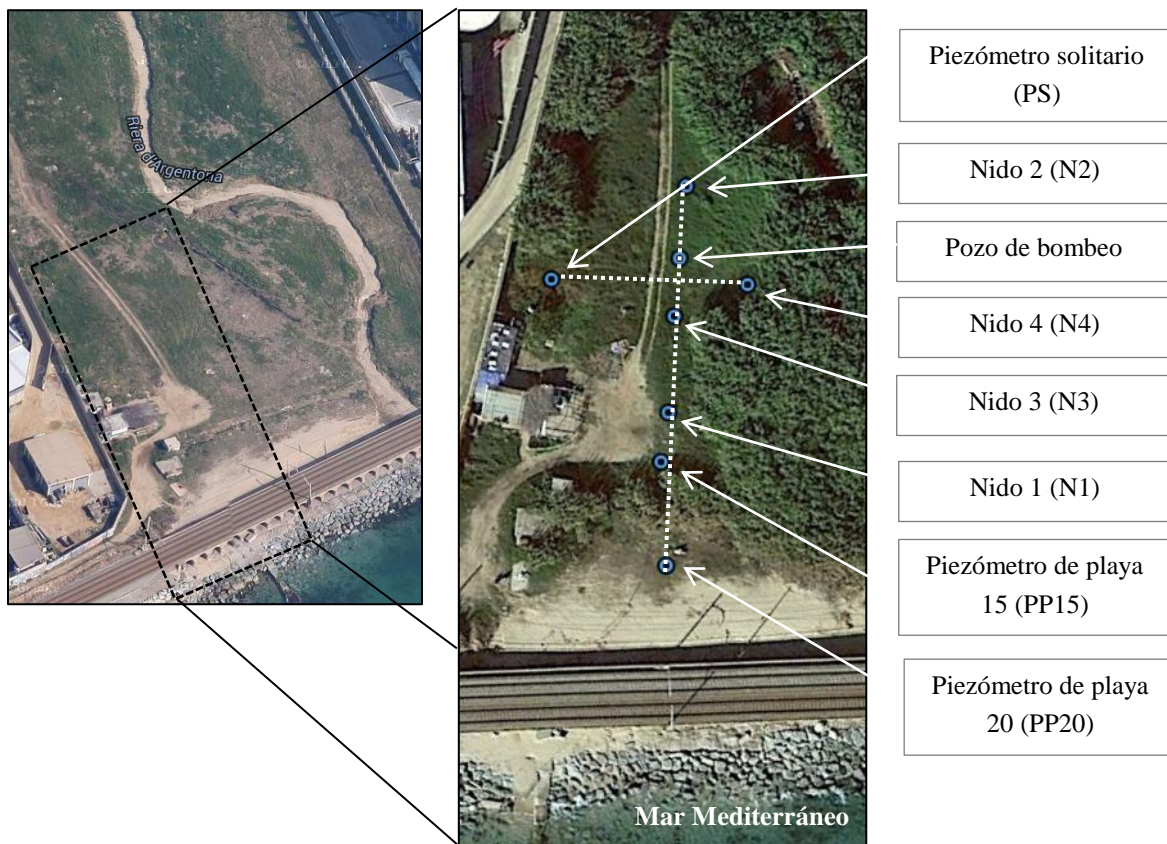 Riera d'Argentona
Mar Mediterráneo
Piezómetro solitario
(PS)
Nido 2 (N2)
Pozo de bombeo
Nido 4 (N4)
Nido 3 (N3)
Nido 1 (N1)
Piezómetro de playa
15 (PP15)
Piezómetro de playa
20 (PP20)